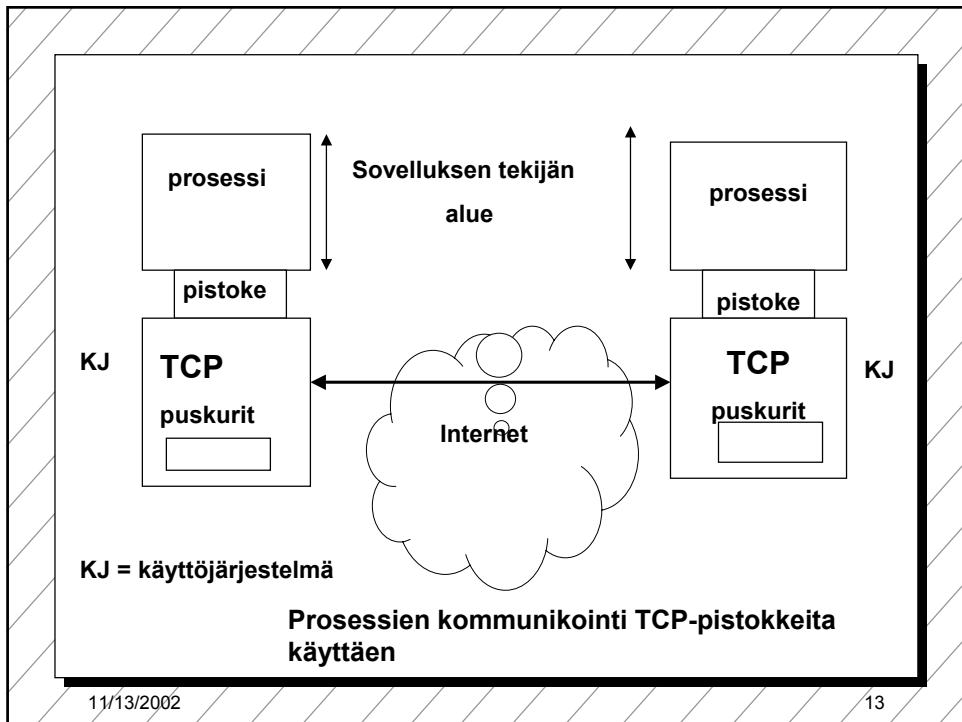 prosessi
Sovelluksen tekijän
alue
prosessi
pistoke
pistoke
KJ
TCP
puskurit
Internet
TCP
puskurit
KJ
KJ = käyttöjärjestelmä
Prosessien kommunikointi TCP-pistokkeita
käyttäen
11/13/2002
13